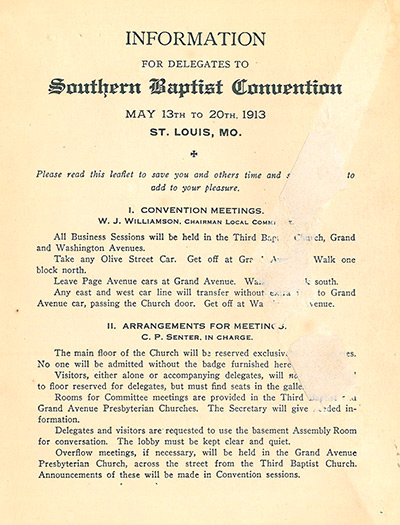 INFORMATION
FOR DELEGATES TO
Southern Baptist Convention
MAY 13TH TO 20TH, 1913
ST. LOUIS, MO.
Please read this leaflet to save you and others time and to
add to your pleasure.
I. CONVENTION MEETINGS.
W. J. WILLIAMSON, CHAIRMAN LOCAL
All Business Sessions will be held in the Third Church, Grand
and Washington Avenues.
Take any Olive Street Car. Get off at Walk one
block north.
Leave Page Avenue cars at Grand Avenue. south.
Any east and west car line will transfer without to Grand
Avenue car, passing the Church door. Get off at
II. ARRANGEMENTS FOR MEETINGS.
C. P. SENTER, IN CHARGE.
The main floor of the Church will be reserved
No one will be admitted without the badge furnished
Visitors, either alone or accompanying delegates, will
to floor reserved for delegates, but must find seats in the
Rooms for Committee meetings are provided in the Third
Grand Avenue Presbyterian Churches. The Secretary will give in-
formation.
Delegates and visitors are requested to use the basement Assembly Room
for conversation. The lobby must be kept clear and quiet.
Overflow meetings, if necessary, will be held in the Grand Avenue
Presbyterian Church, across the street from the Third Baptist Church.
Announcements of these will be made in Convention sessions.